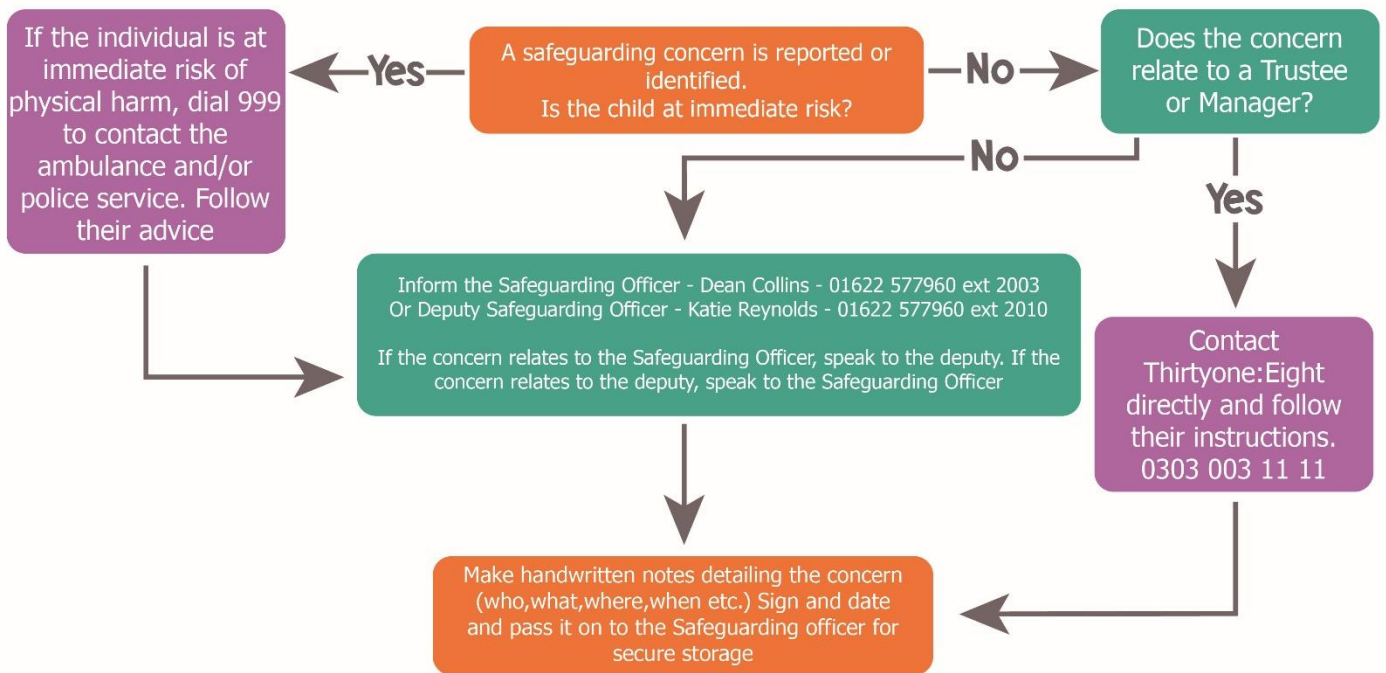 If the individual is at
immediate risk of
physical harm, dial 999
to contact the
ambulance and/or
police service. Follow
their advice
Yes
A safeguarding concern is reported or
identified.
Is the child at immediate risk?
No
Does the concern
relate to a Trustee
or Manager?
No
Yes
Inform the Safeguarding Officer - Dean Collins - 01622 577960 ext 2003
Or Deputy Safeguarding Officer - Katie Reynolds - 01622 577960 ext 2010
If the concern relates to the Safeguarding Officer, speak to the deputy. If the
concern relates to the deputy, speak to the Safeguarding Officer
Contact
Thirtyone:Eight
directly and follow
their instructions.
0303 003 11 11
Make handwritten notes detailing the concern
(who,what,where,when etc.) Sign and date
and pass it on to the Safeguarding officer for
secure storage